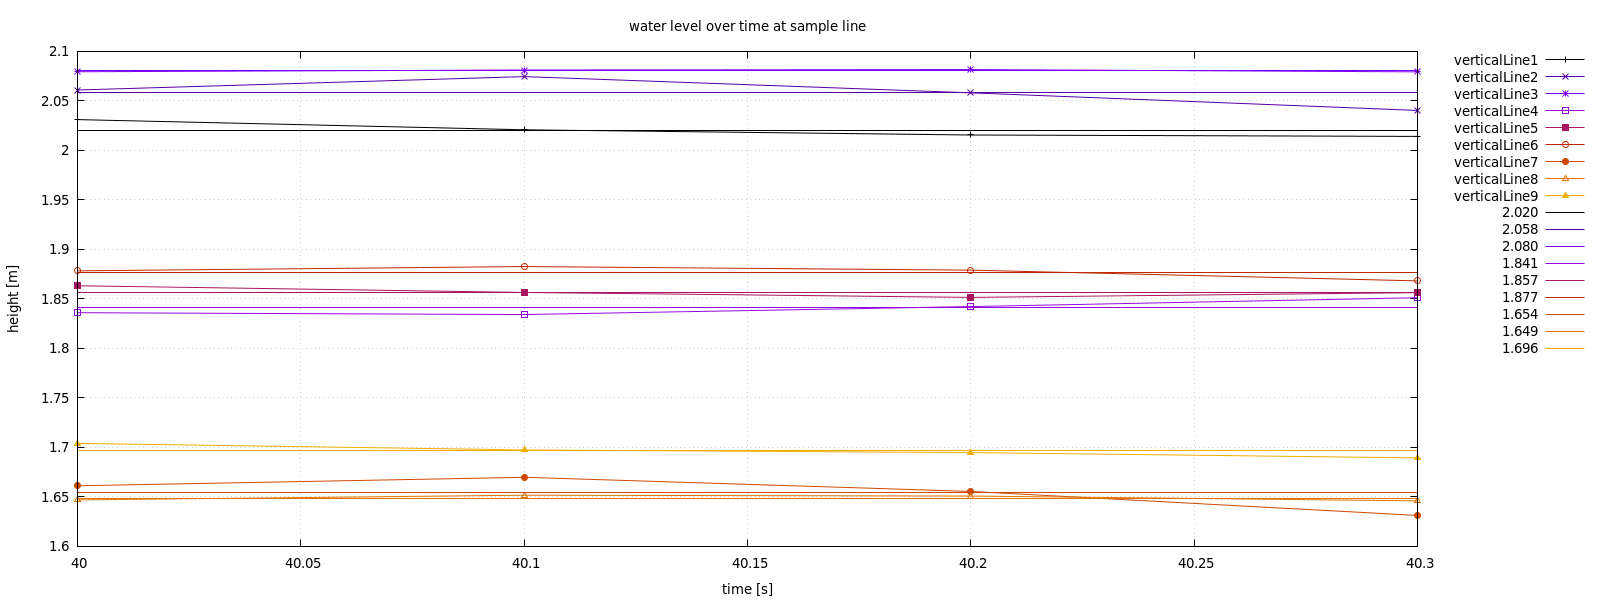 water level over time at sample line
2.1
2.05
2
1.95
1.9
1.85
1.8
1.75
1.7
1.65
1.6
height [m]
40
40.05
40.1
40.15
40.2
40.25
40.3
time [s]
verticalLine1
verticalLine2
verticalLine3
verticalLine4
verticalLine5
verticalLine6
verticalLine7
verticalLine8
verticalLine9
2.020
2.058
2.080
1.841
1.857
1.877
1.654
1.649
1.696